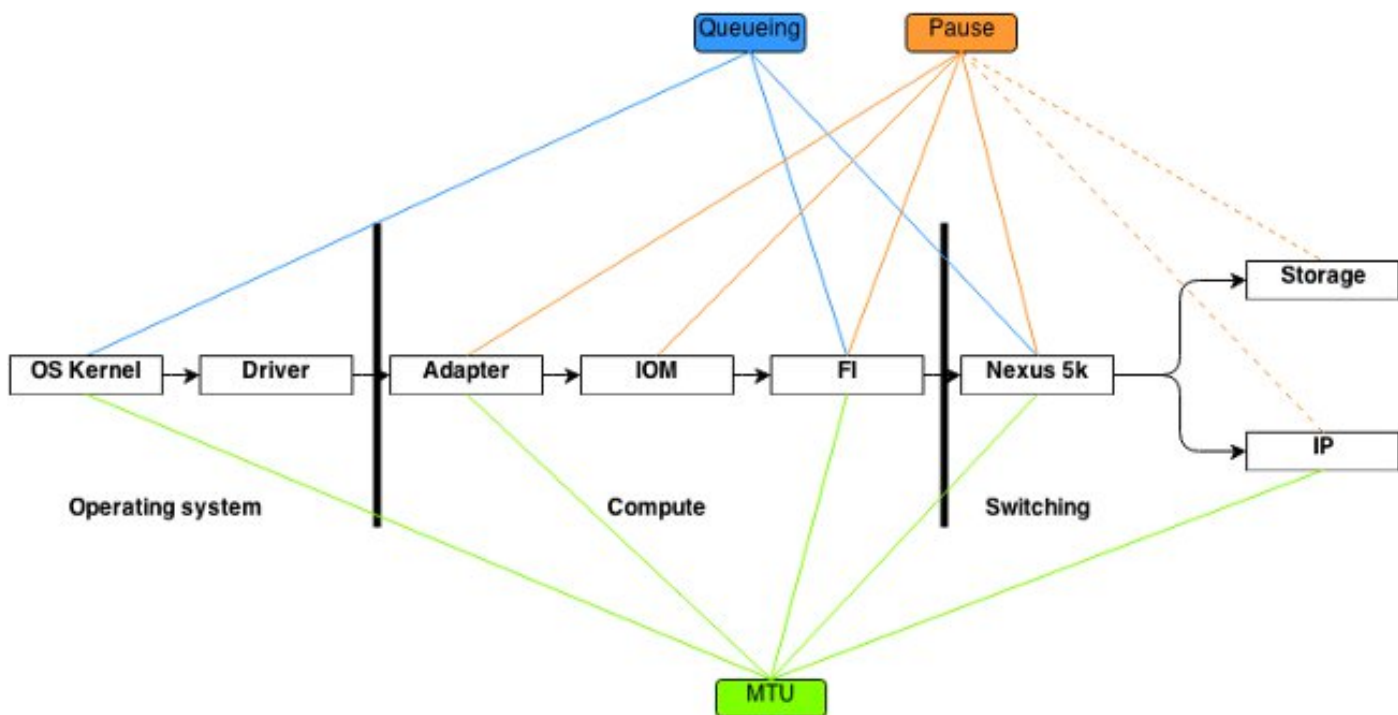 Queueing
Pause
Storage
OS Kernel
Driver
Adapter
IOM
FI
Nexus 5k
IP
Operating system
Compute
Switching
MTU